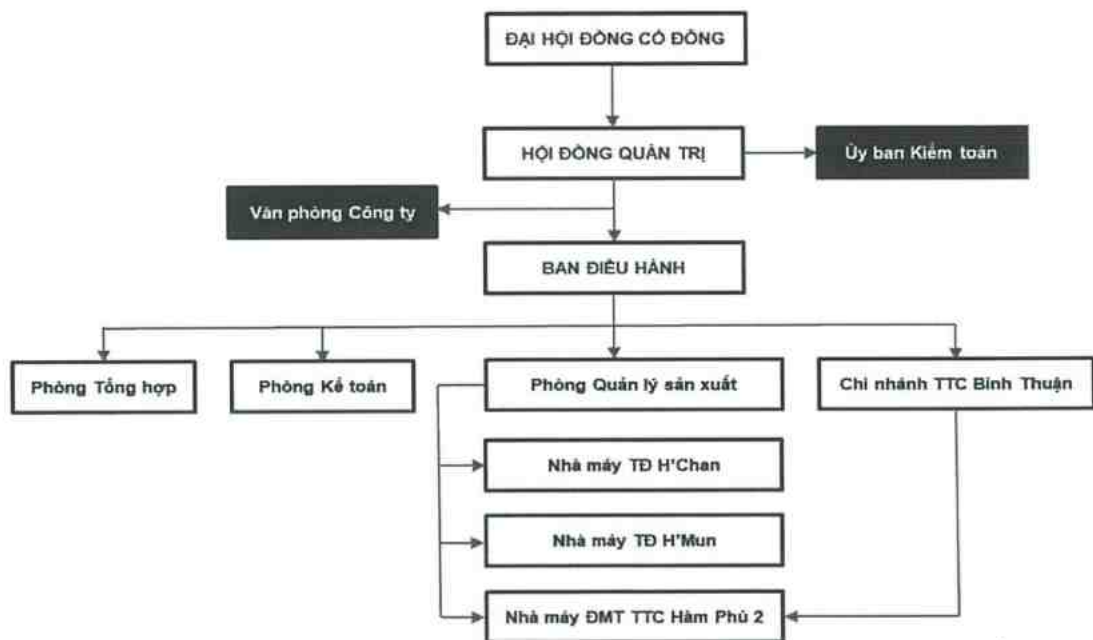 ĐẠI HỘI ĐỒNG CỔ ĐÔNG
HỘI ĐỒNG QUẢN TRỊ
Ủy ban Kiểm toán
Văn phòng Công ty
BAN ĐIỀU HÀNH
Phòng Tổng hợp
Phòng Kế toán
Phòng Quản lý sản xuất
Chi nhánh TTC Bình Thuận
Nhà máy TĐ H'Chan
Nhà máy TĐ H'Mun
Nhà máy ĐMT TTC Hàm Phú 2